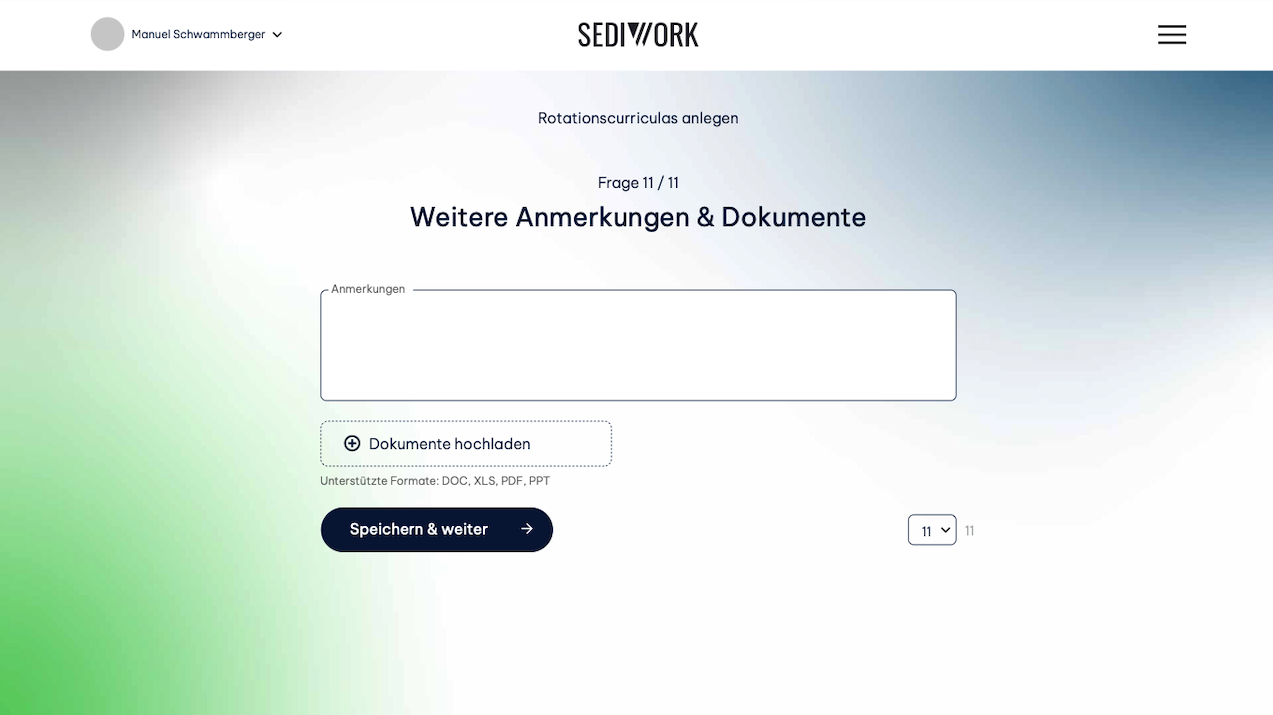 Manuel Schwammberger
SEDIWORK
Rotationscurriculas anlegen
Frage 11 / 11
Weitere Anmerkungen & Dokumente
Anmerkungen
Dokumente hochladen
Unterstützte Formate: DOC, XLS, PDF, PPT
Speichern & weiter
11 11